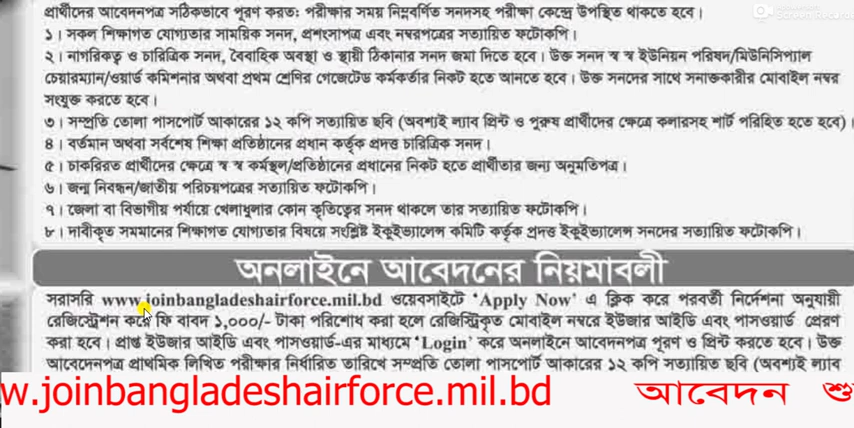 প্রার্থীদের আবেদনপত্র সঠিকভাবে পূরণ করত: পরীক্ষার সময় নিম্নবর্ণিত সনদসহ পরীক্ষা কেন্দ্রে উপস্থিত থাকতে হবে।
১। সকল শিক্ষাগত যোগ্যতার সাময়িক সনদ, প্রশংসাপত্র এবং নম্বরপত্রের সত্যায়িত ফটোকপি।
২। নাগরিকত্ব ও চারিত্রিক সনদ, বৈবাহিক অবস্থা ও স্থায়ী ঠিকানার সনদ জমা দিতে হবে। উক্ত সনদ স্ব স্ব ইউনিয়ন পরিষদ/মিউনিসিপ্যাল
চেয়ারম্যান/ওয়ার্ড কমিশনার অথবা প্রথম শ্রেণির গেজেটেড কর্মকর্তার নিকট হতে আনতে হবে। উক্ত সনদের সাথে সনাক্তকারীর মোবাইল নম্বর
সংযুক্ত করতে হবে।
৩। সম্প্রতি তোলা পাসপোর্ট আকারের ১২ কপি সত্যায়িত ছবি (অবশ্যই ল্যাব প্রিন্ট ও পুরুষ প্রার্থীদের ক্ষেত্রে কলারসহ শার্ট পরিহিত হতে হবে)।
৪। বর্তমান অথবা সর্বশেষ শিক্ষা প্রতিষ্ঠানের প্রধান কর্তৃক প্রদত্ত চারিত্রিক সনদ।
৫। চাকরিরত প্রার্থীদের ক্ষেত্রে স্ব স্ব কর্মস্থল/প্রতিষ্ঠানের প্রধানের নিকট হতে প্রার্থীতার জন্য অনুমতিপত্র।
৬। জন্ম নিবন্ধন/জাতীয় পরিচয়পত্রের সত্যায়িত ফটোকপি।
৭। জেলা বা বিভাগীয় পর্যায়ে খেলাধুলার কোন কৃতিত্বের সনদ থাকলে তার সত্যায়িত ফটোকপি।
৮। দাবীকৃত সমমানের শিক্ষাগত যোগ্যতার বিষয়ে সংশ্লিষ্ট ইকুইভ্যালেন্স কমিটি কর্তৃক প্রদত্ত ইকুইভ্যালেন্স সনদের সত্যায়িত ফটোকপি।
অনলাইনে আবেদনের নিয়মাবলী
সরাসরি www.joinbangladeshairforce.mil.bd ওয়েবসাইটে ‘Apply Now’ এ ক্লিক করে পরবর্তী নির্দেশনা অনুযায়ী
রেজিস্ট্রেশন করে ফি বাবদ ১,০০০/- টাকা পরিশোধ করা হলে রেজিস্ট্রিকৃত মোবাইল নম্বরে ইউজার আইডি এবং পাসওয়ার্ড প্রেরণ
করা হবে। প্রাপ্ত ইউজার আইডি এবং পাসওয়ার্ড-এর মাধ্যমে ‘Login’ করে অনলাইনে আবেদনপত্র পূরণ ও প্রিন্ট করতে হবে। উক্ত
আবেদেনপত্র প্রাথমিক লিখিত পরীক্ষার নির্ধারিত তারিখে সম্প্রতি তোলা পাসপোর্ট আকারের ১২ কপি সত্যায়িত ছবি (অবশ্যই ল্যাব
w.joinbangladeshairforce.mil.bd আবেদন শু